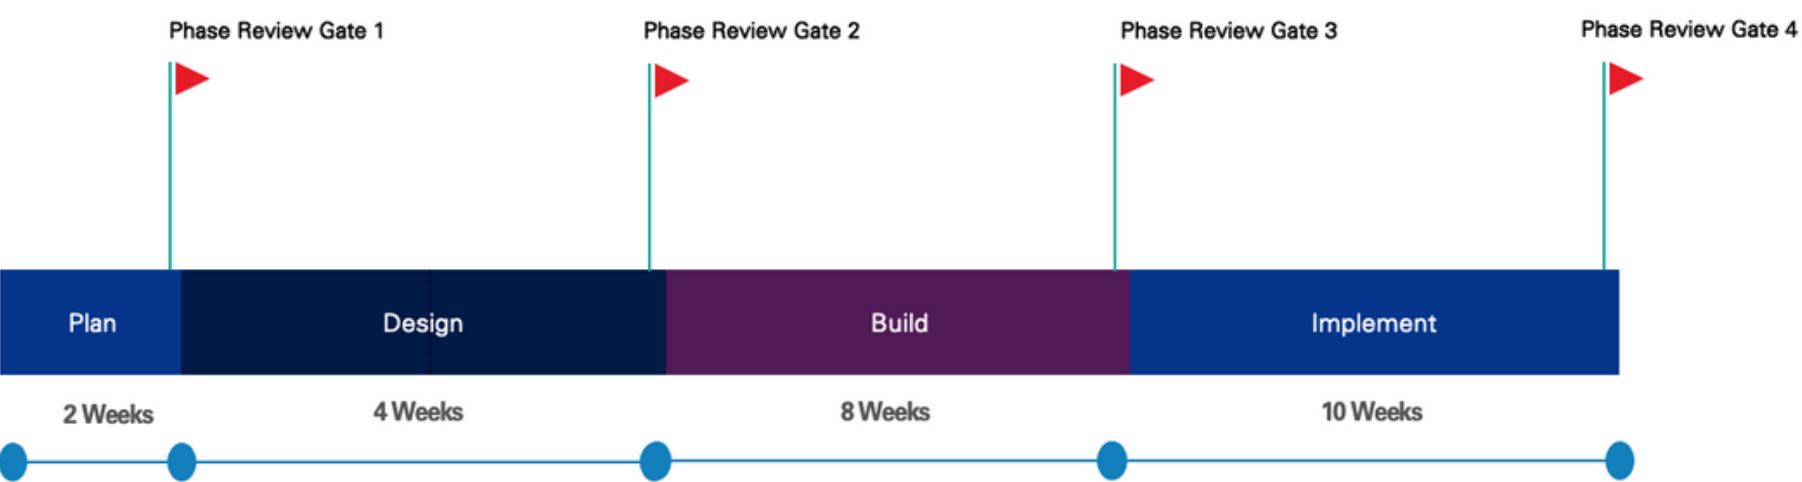 Phase Review Gate 1
Phase Review Gate 2
Phase Review Gate 3
Phase Review Gate 4
Plan
Design
Build
Implement
2 Weeks
4 Weeks
8 Weeks
10 Weeks